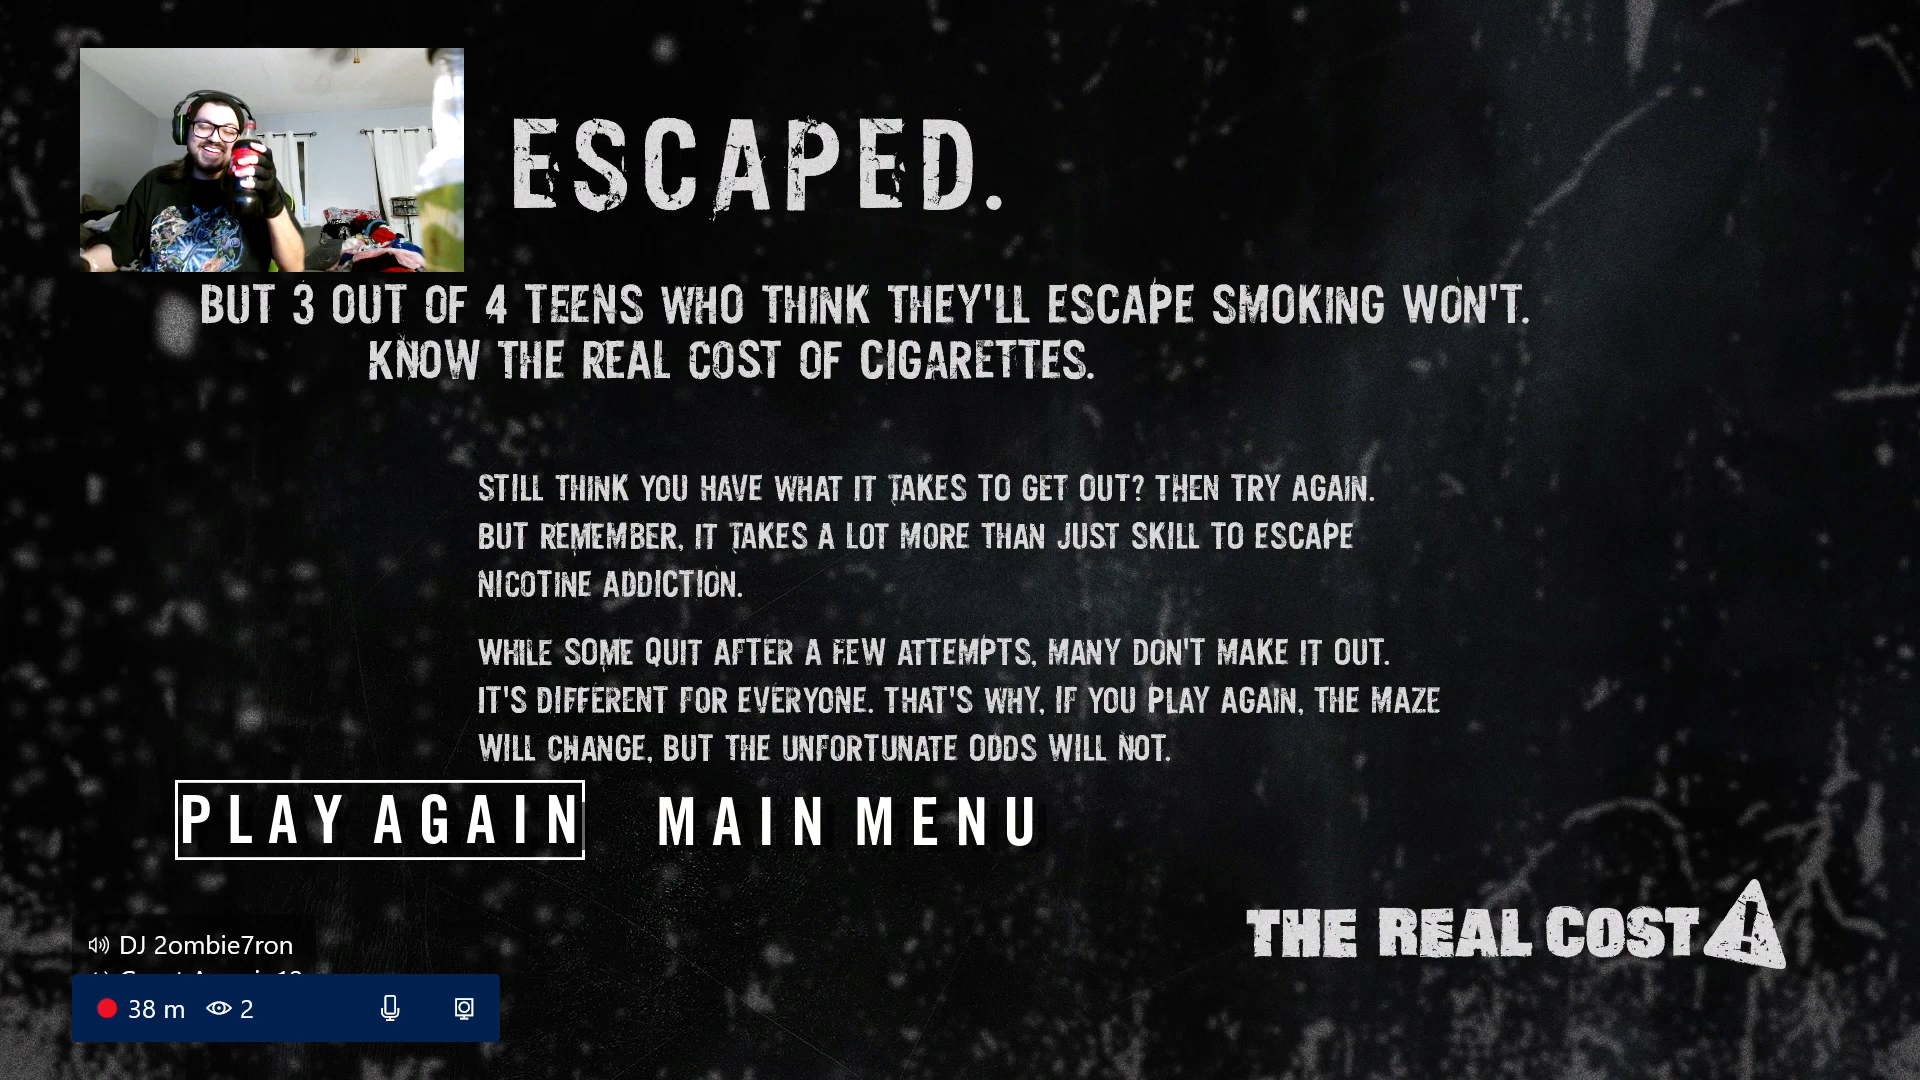 ESCAPED.
BUT 3 OUT OF 4 TEENS WHO THINK THEY'LL ESCAPE SMOKING WON'T.
KNOW THE REAL COST OF CIGARETTES.
STILL THINK YOU HAVE WHAT IT TAKES TO GET OUT? THEN TRY AGAIN.
BUT REMEMBER, IT TAKES A LOT MORE THAN JUST SKILL TO ESCAPE
NICOTINE ADDICTION.
WHILE SOME QUIT AFTER A FEW ATTEMPTS, MANY DON'T MAKE IT OUT.
IT'S DIFFERENT FOR EVERYONE. THAT'S WHY, IF YOU PLAY AGAIN, THE MAZE
WILL CHANGE, BUT THE UNFORTUNATE ODDS WILL NOT.
PLAY AGAIN
MAIN MENU
THE REAL COST
DJ 2ombie7ron
38 m 2